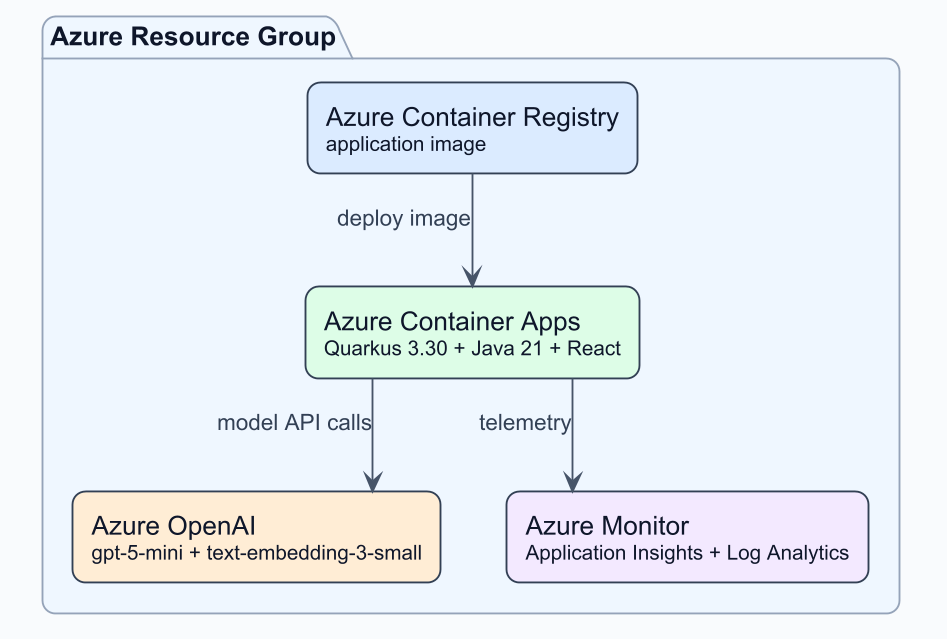 Azure Resource Group
Azure Container Registry
application image
deploy image
Azure Container Apps
Quarkus 3.30 + Java 21 + React
model API calls
telemetry
Azure OpenAI
gpt-5-mini + text-embedding-3-small
Azure Monitor
Application Insights + Log Analytics